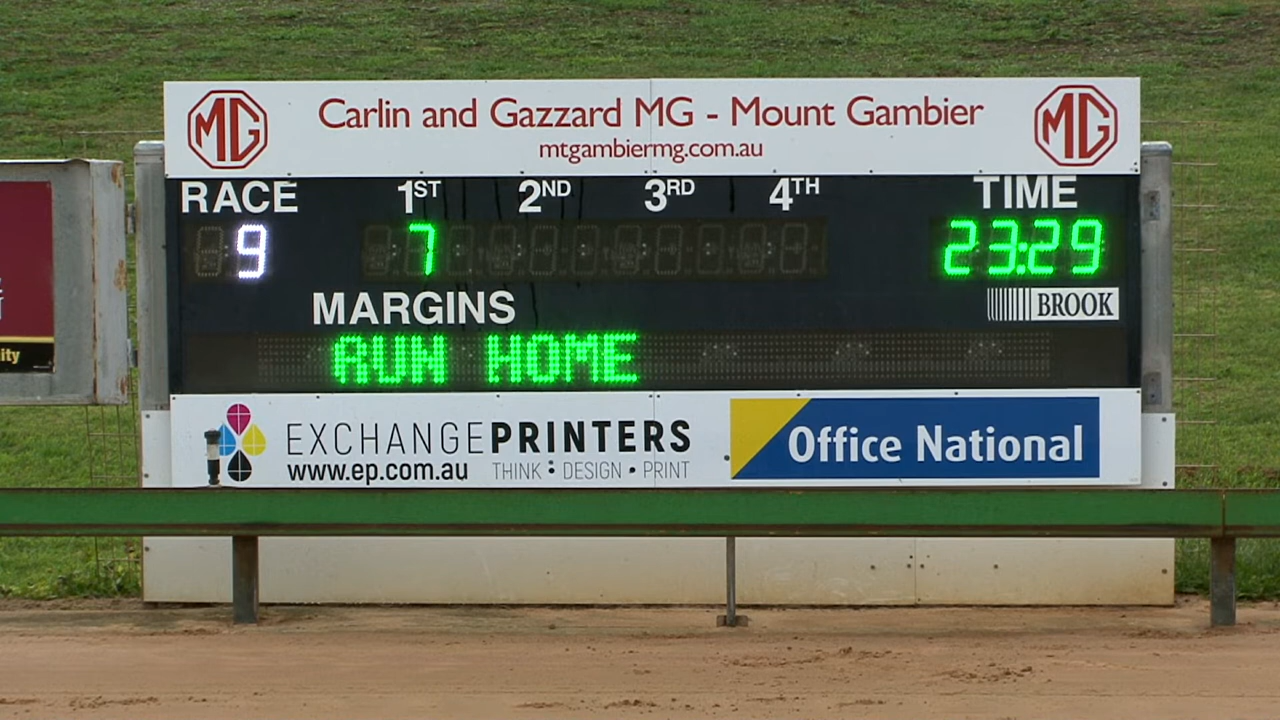 MG Carlin and Gazzard MG - Mount Gambier MG
mtgambiermg.com.au
RACE 1ST 2ND 3RD 4TH TIME
9 7 23:29
MARGINS BROOK
RUN HOME
EXCHANGEPRINTERS
www.ep.com.au THINK : DESIGN • PRINT
Office National